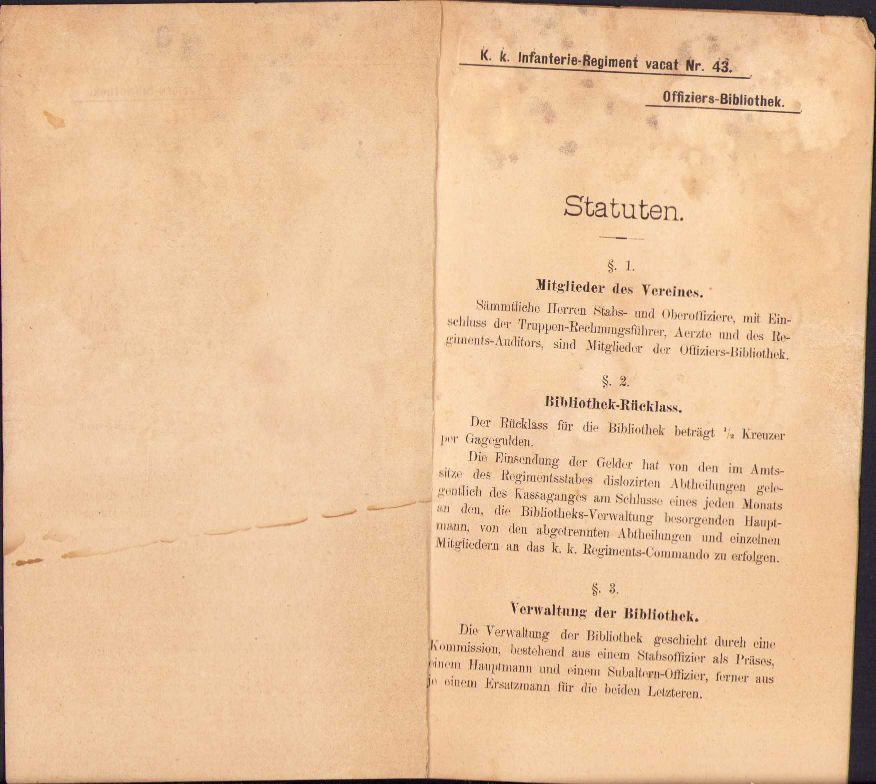 K. k. Infanterie-Regiment vacat Nr. 43.
Offiziers-Bibliothek.
Statuten.
§. 1.
Mitglieder des Vereines.
Sämmtliche Herren Stabs- und Oberoffiziere, mit Ein-
schluss der Truppen-Rechnungsführer, Aerzte und des Re-
giments-Auditors, sind Mitglieder der Offiziers-Bibliothek.
§. 2.
Bibliothek-Rücklass.
Der Rücklass für die Bibliothek beträgt ½ Kreuzer
per Gagegulden.
Die Einsendung der Gelder hat von den im Amts-
sitze des Regimentsstabes dislozirten Abtheilungen gele-
gentlich des Kassaganges am Schlusse eines jeden Monats
an den, die Bibliotheks-Verwaltung besorgenden Haupt-
mann, von den abgetrennten Abtheilungen und einzelnen
Mitgliedern an das k. k. Regiments-Commando zu erfolgen.
§. 3.
Verwaltung der Bibliothek.
Die Verwaltung der Bibliothek geschieht durch eine
Kommission, bestehend aus einem Stabsoffizier als Präses,
einem Hauptmann und einem Subaltern-Offizier, ferner aus
je einem Ersatzmann für die beiden Letzteren.